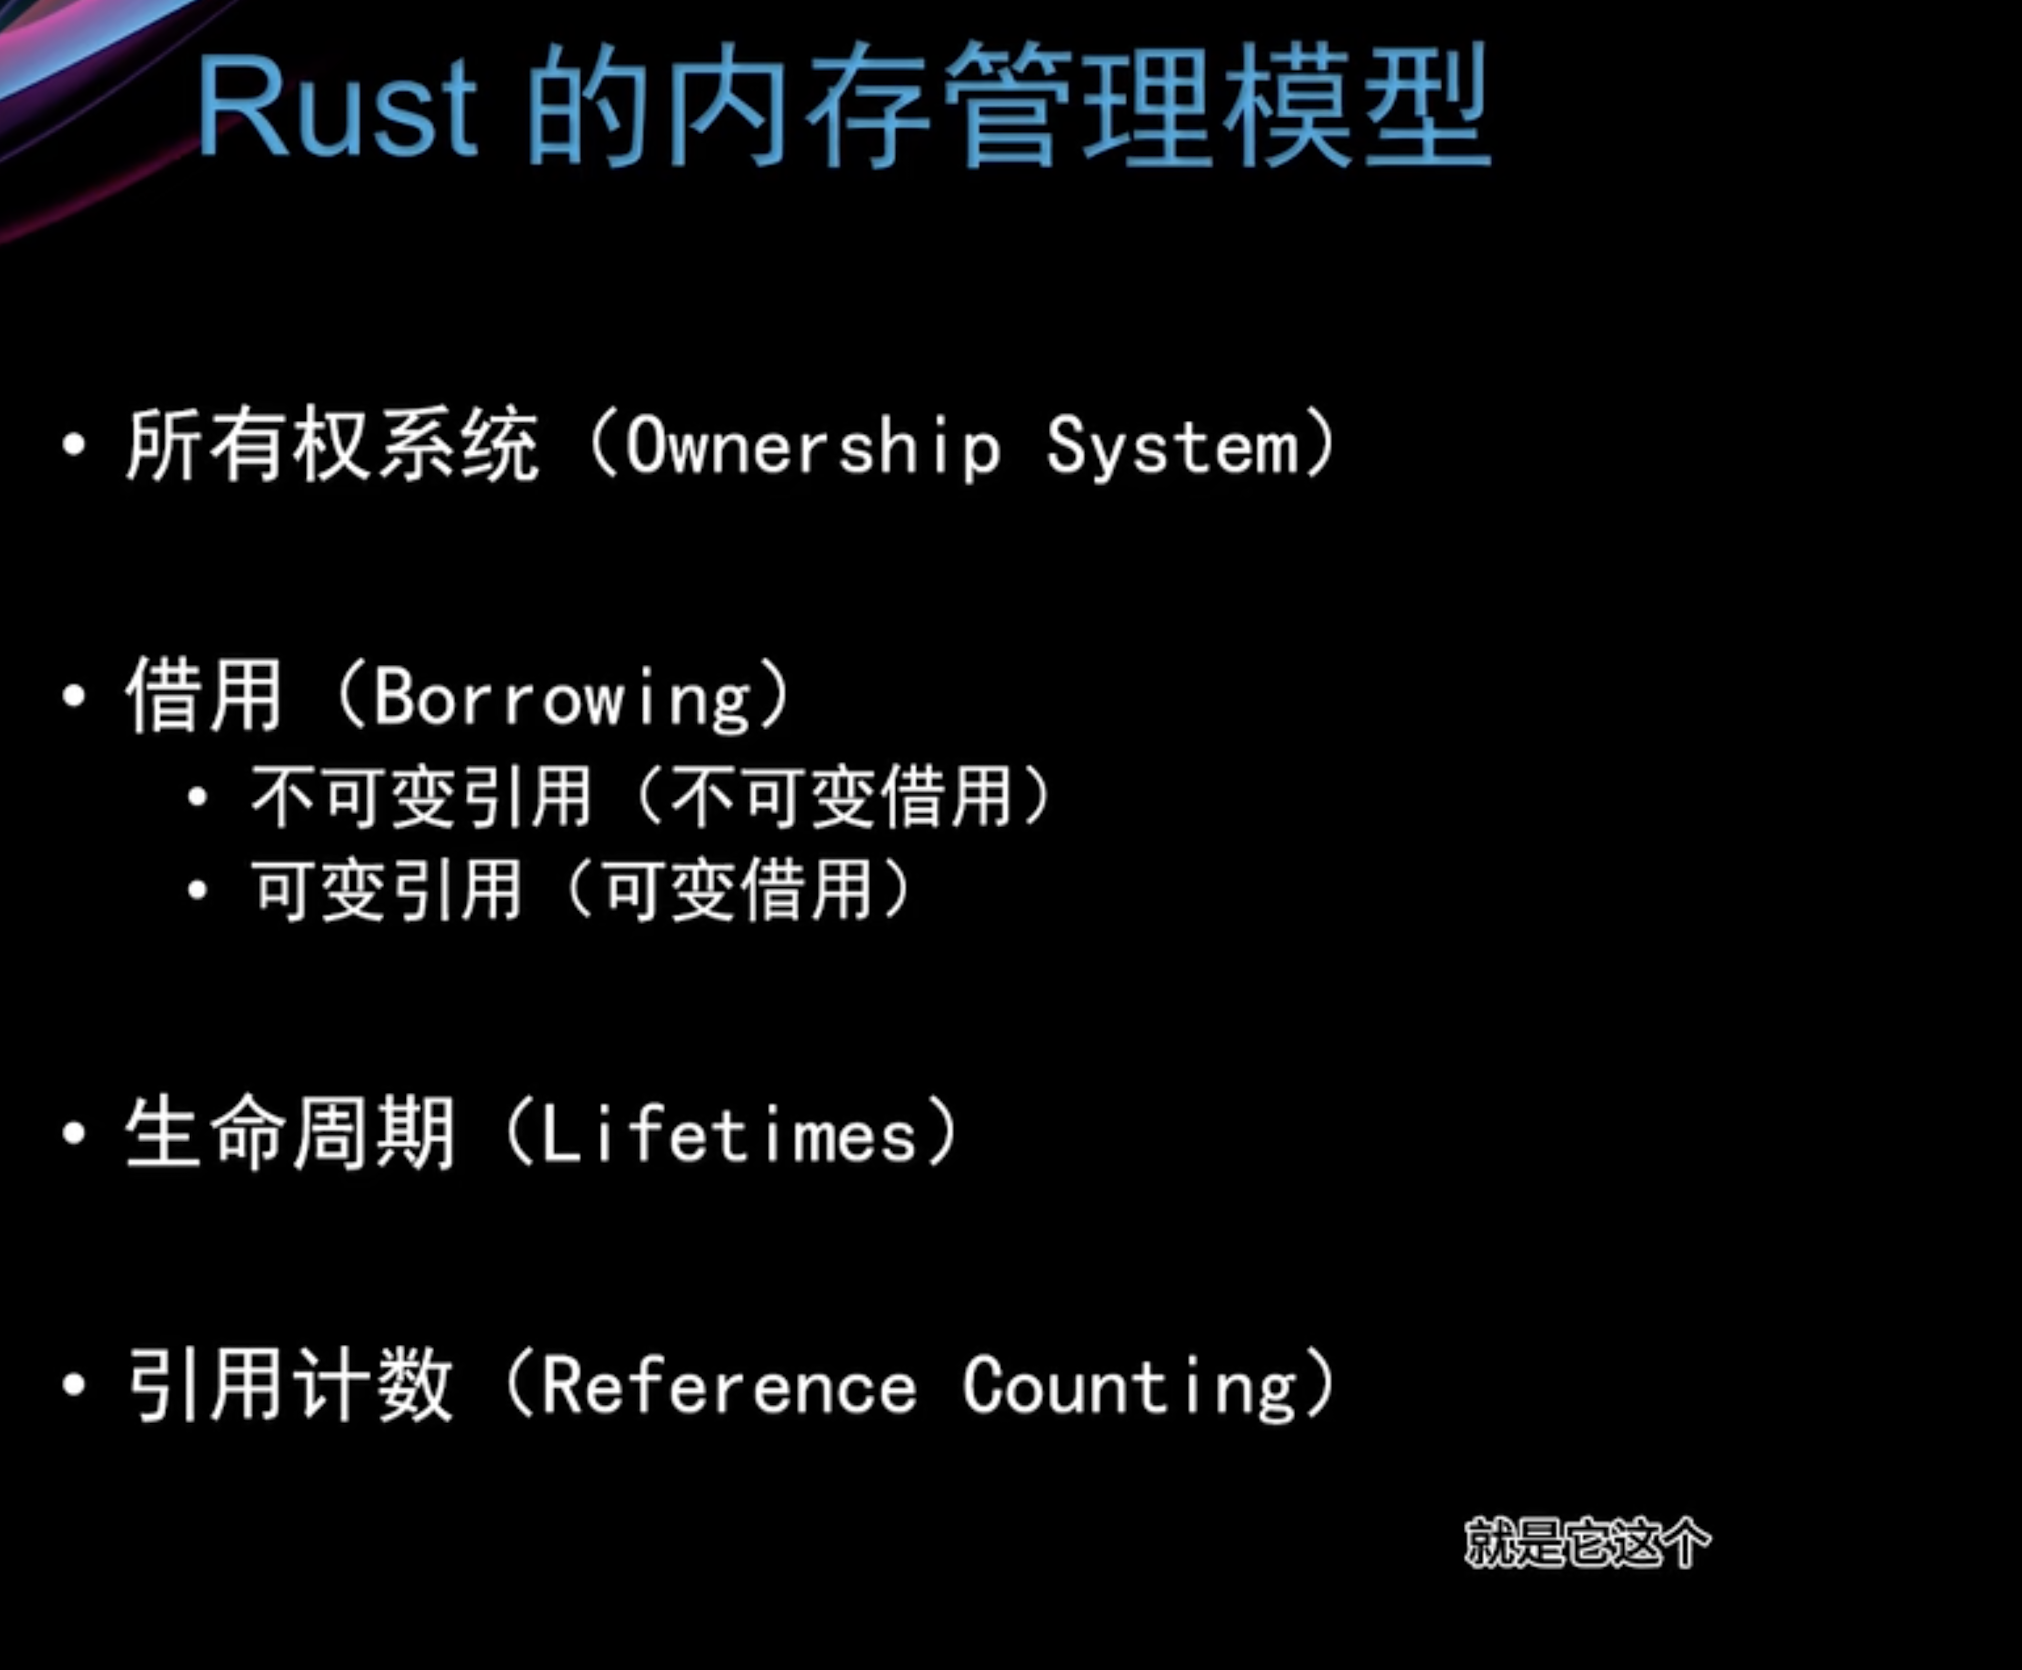 Rust 的内存管理模型
• 所有权系统（Ownership System）
• 借用（Borrowing）
• 不可变引用（不可变借用）
• 可变引用（可变借用）
• 生命周期（Lifetimes）
• 引用计数（Reference Counting）
就是它这个